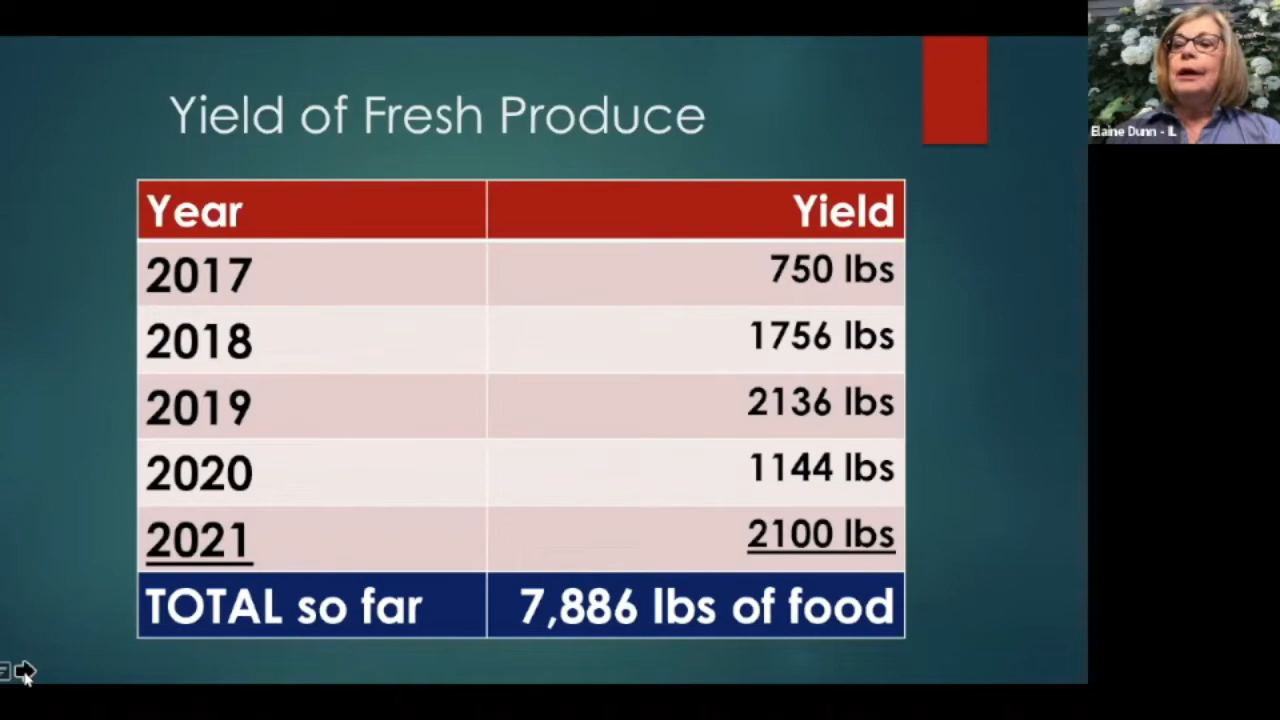 Yield of Fresh Produce
Year Yield
2017 750 lbs
2018 1756 lbs
2019 2136 lbs
2020 1144 lbs
2021 2100 lbs
TOTAL so far 7,886 lbs of food
Elaine Dunn - IL